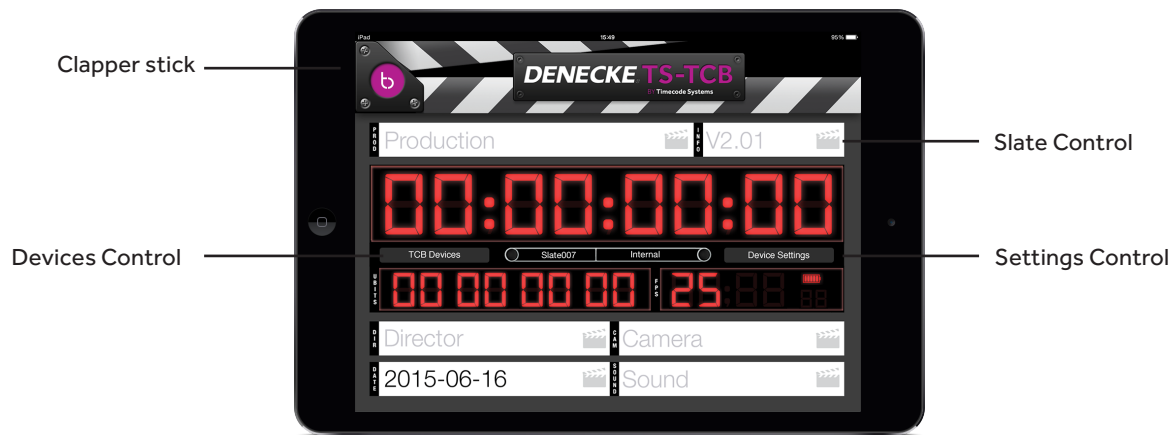 iPad
15:49
95%
Clapper stick
b
DENECKE TS-TCB
BY Timecode Systems
PROD
Production
INFO
V2.01
Slate Control
00:00:00:00
Devices Control
TCB Devices
Slate007
Internal
Device Settings
Settings Control
UBITS
00 00 00 00
FPS
25
DIR
Director
CAM
Camera
DATE
2015-06-16
SOUND
Sound